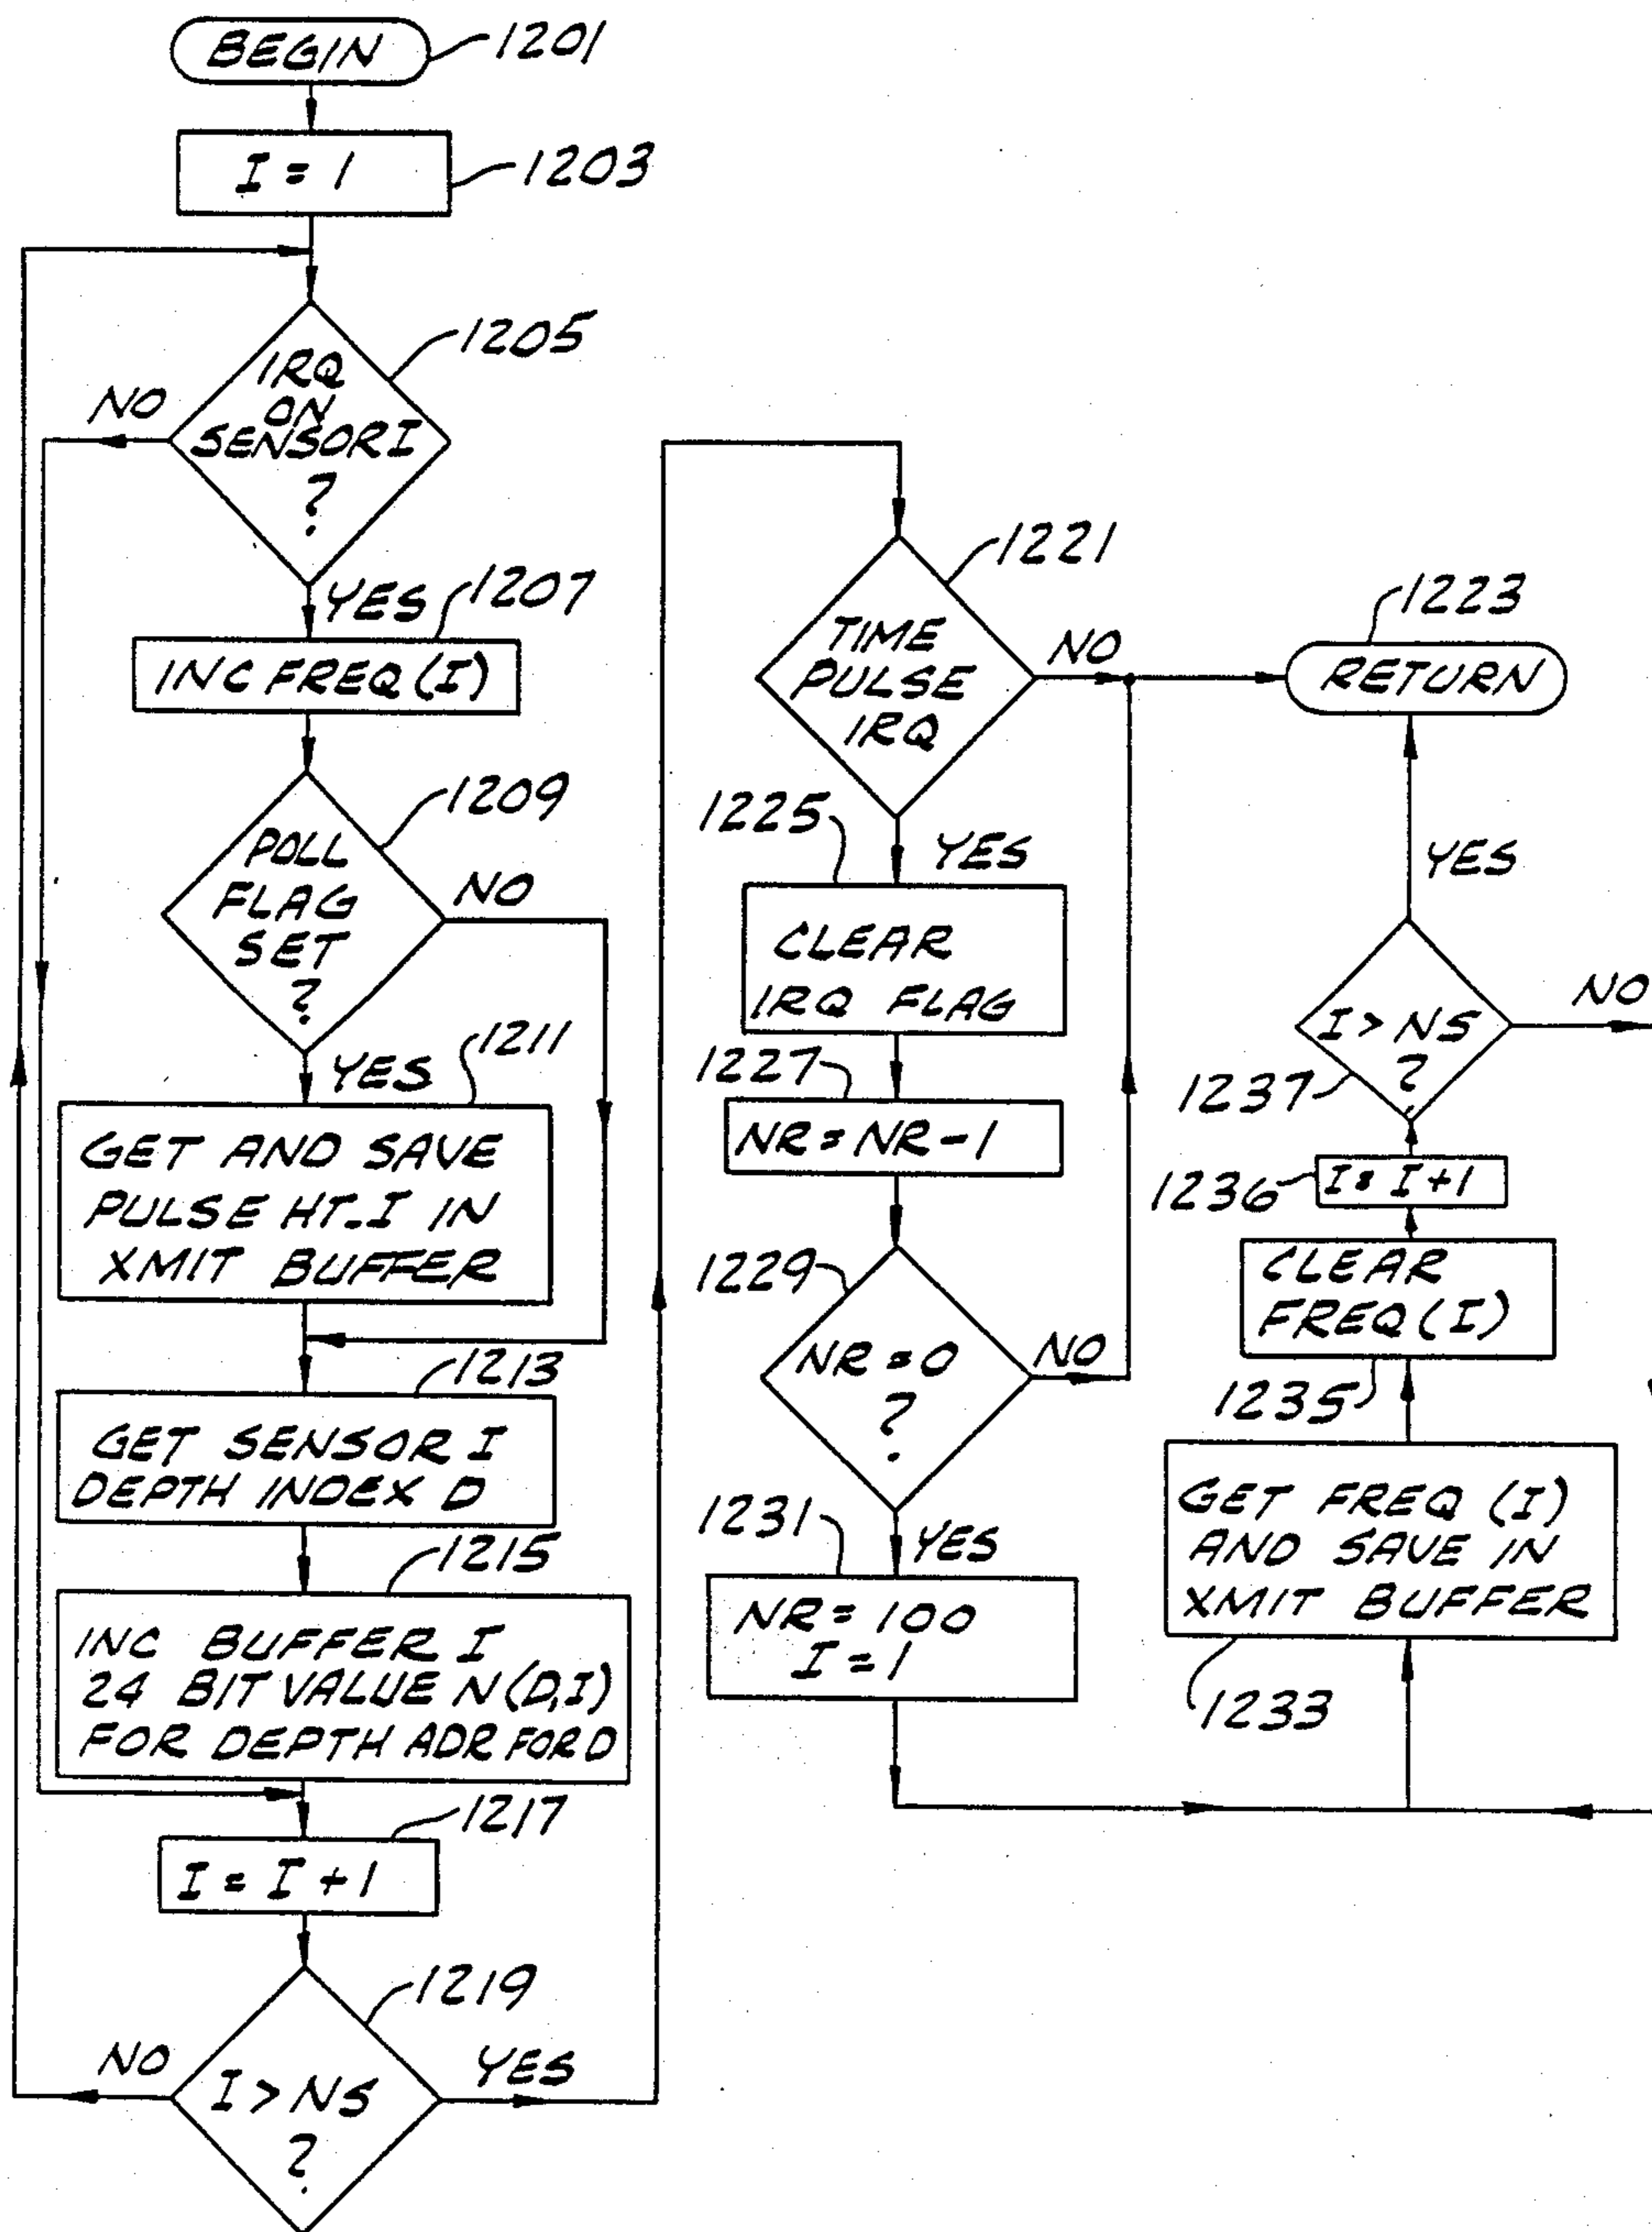 BEGIN
1201
I = 1
1203
IRQ
ON
SENSOR I
?
1205
NO
YES
1207
INC FREQ (I)
POLL
FLAG
SET
?
1209
NO
YES
1211
GET AND SAVE
PULSE HT. I IN
XMIT BUFFER
1213
GET SENSOR I
DEPTH INDEX D
1215
INC BUFFER I
24 BIT VALUE N(D,I)
FOR DEPTH ADR FOR D
1217
I = I + 1
1219
I > NS
?
NO
YES
1221
TIME
PULSE
IRQ
NO
1223
RETURN
1225
YES
CLEAR
IRQ FLAG
1227
NR = NR - 1
1229
NR = 0
?
NO
1231
YES
NR = 100
I = 1
YES
I > NS
?
NO
1237
I = I + 1
1236
CLEAR
FREQ (I)
1235
GET FREQ (I)
AND SAVE IN
XMIT BUFFER
1233